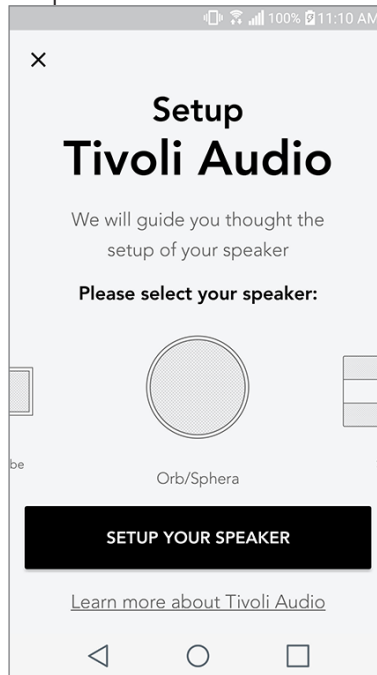 100% 11:10 AM
Setup
Tivoli Audio
We will guide you thought the
setup of your speaker
Please select your speaker:
be
Orb/Sphera
SETUP YOUR SPEAKER
Learn more about Tivoli Audio